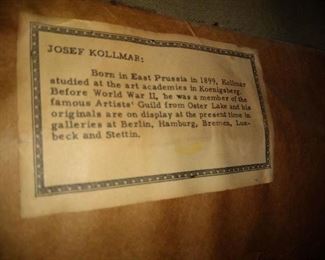 JOSEF KOLLMAR:
Born in East Prussia in 1899, Kollmar
studied at the art academies in Koenigsberg.
Before World War II, he was a member of the
famous Artists' Guild from Oster Lake and his
originals are on display at the present time in
galleries at Berlin, Hamburg, Bremen, Lue-
beck and Stettin.